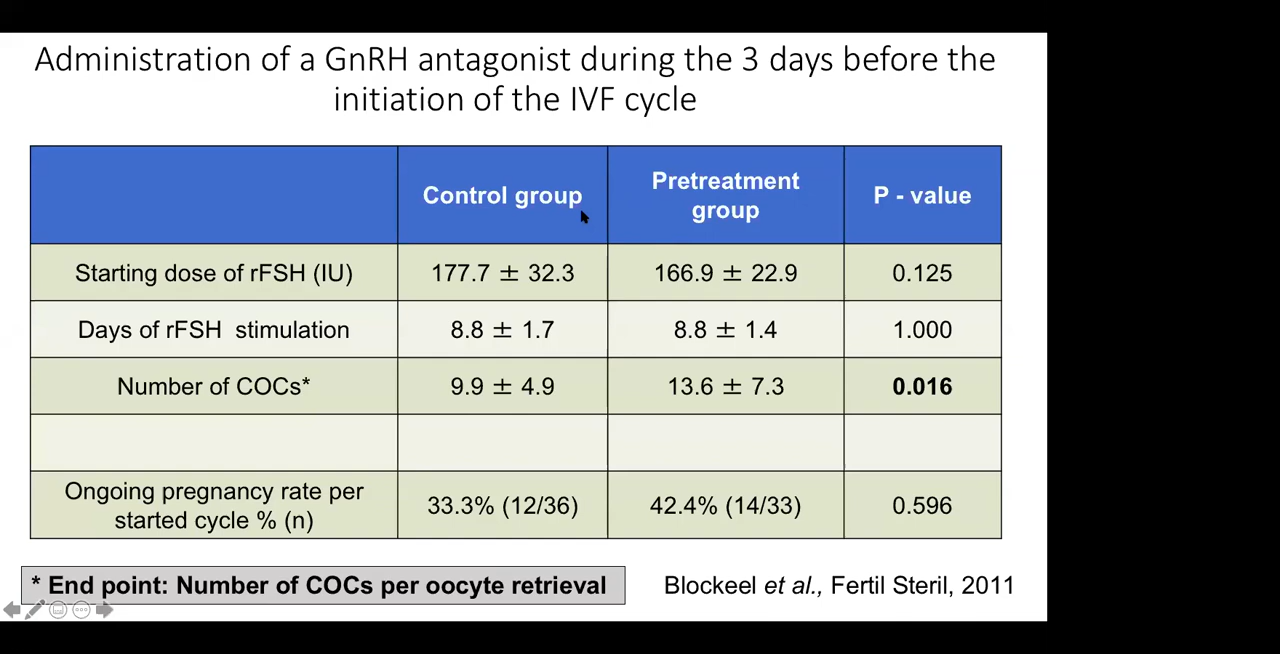 Administration of a GnRH antagonist during the 3 days before the
initiation of the IVF cycle
Control group
Pretreatment
group
P - value
Starting dose of rFSH (IU)
177.7 ± 32.3
166.9 ± 22.9
0.125
Days of rFSH stimulation
8.8 ± 1.7
8.8 ± 1.4
1.000
Number of COCs*
9.9 ± 4.9
13.6 ± 7.3
0.016
Ongoing pregnancy rate per
started cycle % (n)
33.3% (12/36)
42.4% (14/33)
0.596
* End point: Number of COCs per oocyte retrieval
Blockeel et al., Fertil Steril, 2011